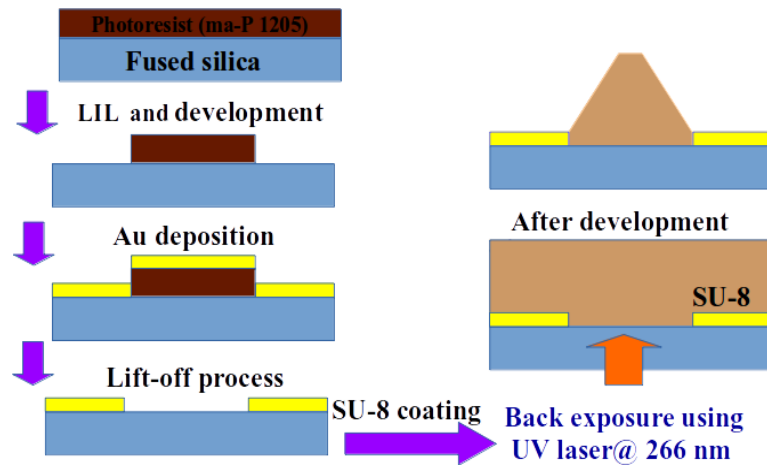 Photoresist (ma-P 1205)
Fused silica
LIL and development
Au deposition
Lift-off process
SU-8 coating
Back exposure using
UV laser@ 266 nm
SU-8
After development